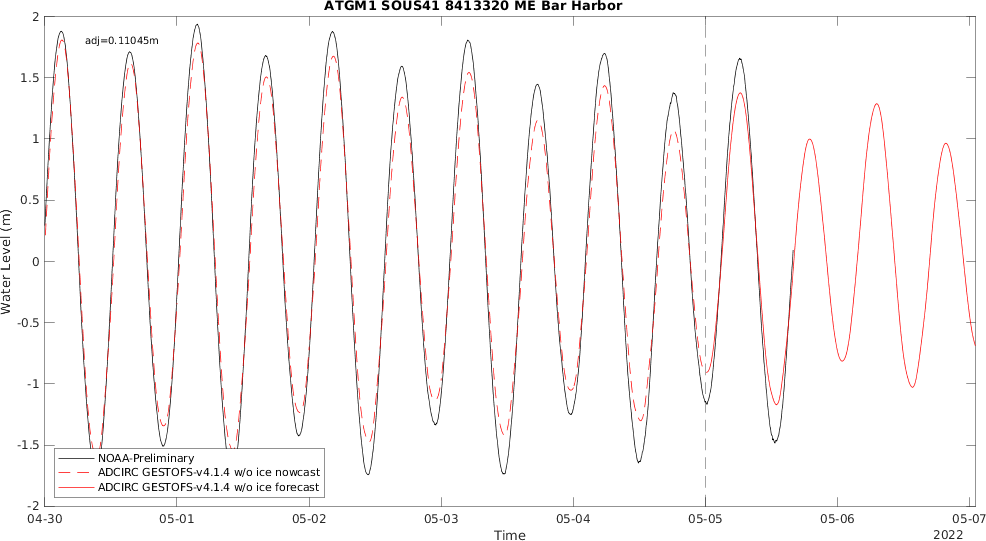 ATGM1 SOUS41 8413320 ME Bar Harbor
adj=0.11045m
Water Level (m)
2
1.5
1
0.5
0
-0.5
-1
-1.5
-2
NOAA-Preliminary
ADCIRC GESTOFS-v4.1.4 w/o ice nowcast
ADCIRC GESTOFS-v4.1.4 w/o ice forecast
04-30 05-01 05-02 05-03 05-04 05-05 05-06 05-07
Time
2022